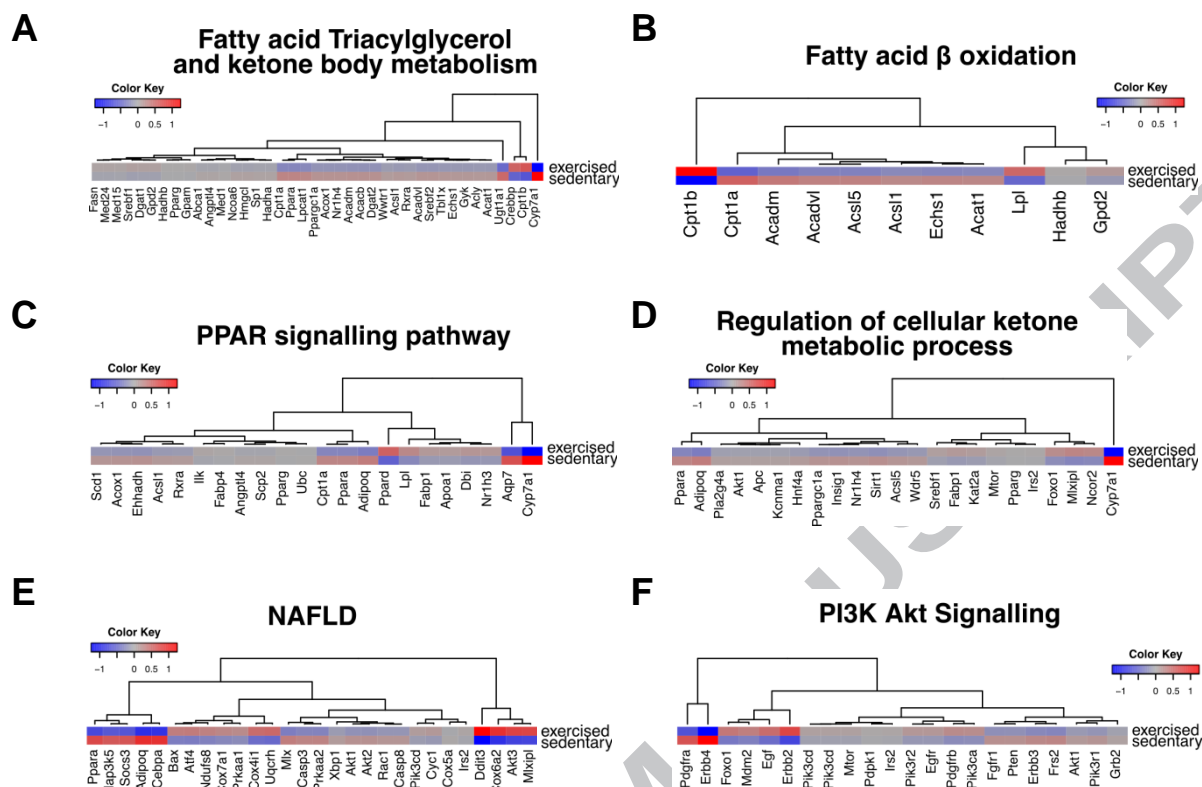 A
Fatty acid Triacylglycerol
and ketone body metabolism
Color Key
−1 0 0.5 1
exercised
sedentary
Fasn Med24 Med15 Srebf1 Dgat1 Gpd2 Hadhb Pparg Gpam Abca1 Angptl4 Med1 Ncoa6 Hmgcl Sp1 Hadha Cpt1a Ppara Lpcat1 Ppargc1a Acox1 Nr1h4 Acadm Acacb Dgat2 Wwtr1 Acsl1 Rxra Acadvl Srebf2 Tbl1x Echs1 Gyk Acly Acat1 Ugt1a1 Crebbp Cpt1b Cyp7a1
B
Fatty acid β oxidation
Color Key
−1 0 0.5 1
exercised
sedentary
Cpt1b Cpt1a Acadm Acadvl Acsl5 Acsl1 Echs1 Acat1 Lpl Hadhb Gpd2
C
PPAR signalling pathway
Color Key
−1 0 0.5 1
exercised
sedentary
Scd1 Acox1 Ehhadh Acsl1 Rxra Ilk Fabp4 Angptl4 Scp2 Pparg Ubc Cpt1a Ppara Adipoq Ppard Lpl Fabp1 Apoa1 Dbi Nr1h3 Aqp7 Cyp7a1
D
Regulation of cellular ketone
metabolic process
Color Key
−1 0 0.5 1
exercised
sedentary
Ppara Adipoq Pla2g4a Akt1 Apc Kcnma1 Hnf4a Ppargc1a Insig1 Nr1h4 Sirt1 Acsl5 Wdr5 Srebf1 Fabp1 Kat2a Mtor Pparg Irs2 Foxo1 Mlxipl Ncor2 Cyp7a1
E
NAFLD
Color Key
−1 0 0.5 1
exercised
sedentary
Ppara lap3k5 Socs3 Adipoq Cebpa Bax Atf4 Ndufs8 Cox7a1 Prkaa1 Cox4i1 Uqcrh Mlx Casp3 Prkaa2 Xbp1 Akt1 Akt2 Rac1 Casp8 Pik3cd Cyc1 Cox5a Irs2 Ddit3 Cox6a2 Akt3 Mlxipl
F
PI3K Akt Signalling
Color Key
−1 0 0.5 1
exercised
sedentary
Pdgfra Erbb4 Foxo1 Mdm2 Egf Erbb2 Pik3cd Pik3cd Mtor Pdpk1 Irs2 Pik3r2 Egfr Pdgfrb Pik3ca Fgfr1 Pten Erbb3 Frs2 Akt1 Pik3r1 Grb2